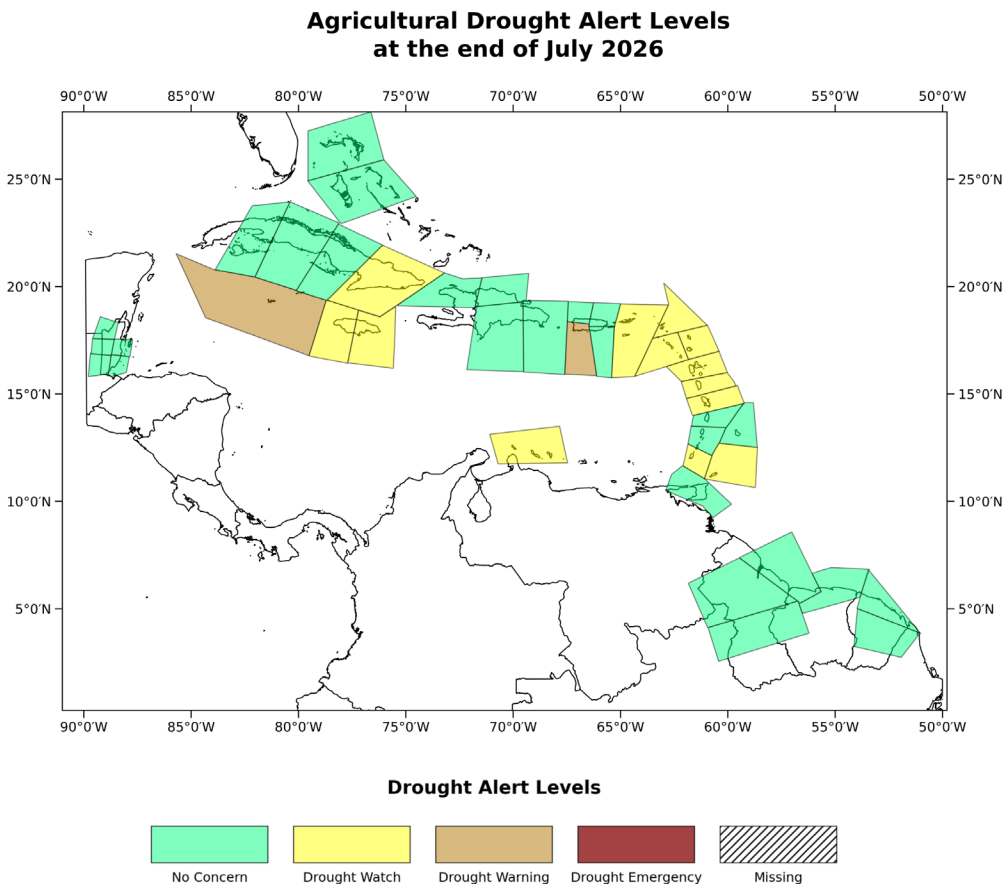 Agricultural Drought Alert Levels
at the end of July 2026
90°0′W 85°0′W 80°0′W 75°0′W 70°0′W 65°0′W 60°0′W 55°0′W 50°0′W
25°0′N 25°0′N
20°0′N 20°0′N
15°0′N 15°0′N
10°0′N 10°0′N
5°0′N 5°0′N
90°0′W 85°0′W 80°0′W 75°0′W 70°0′W 65°0′W 60°0′W 55°0′W 50°0′W
Drought Alert Levels
No Concern Drought Watch Drought Warning Drought Emergency Missing